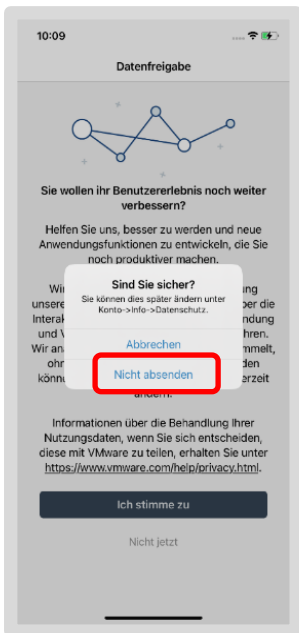 10:09
Datenfreigabe
Sie wollen ihr Benutzererlebnis noch weiter
verbessern?
Helfen Sie uns, besser zu werden und neue
Anwendungsfunktionen zu entwickeln, die Sie
noch produktiver machen.
Sind Sie sicher?
Sie können dies später ändern unter
Konto->Info->Datenschutz.
Abbrechen
Nicht absenden
ändern.
Informationen über die Behandlung Ihrer
Nutzungsdaten, wenn Sie sich entscheiden,
diese mit VMware zu teilen, erhalten Sie unter
https://www.vmware.com/help/privacy.html.
Ich stimme zu
Nicht jetzt